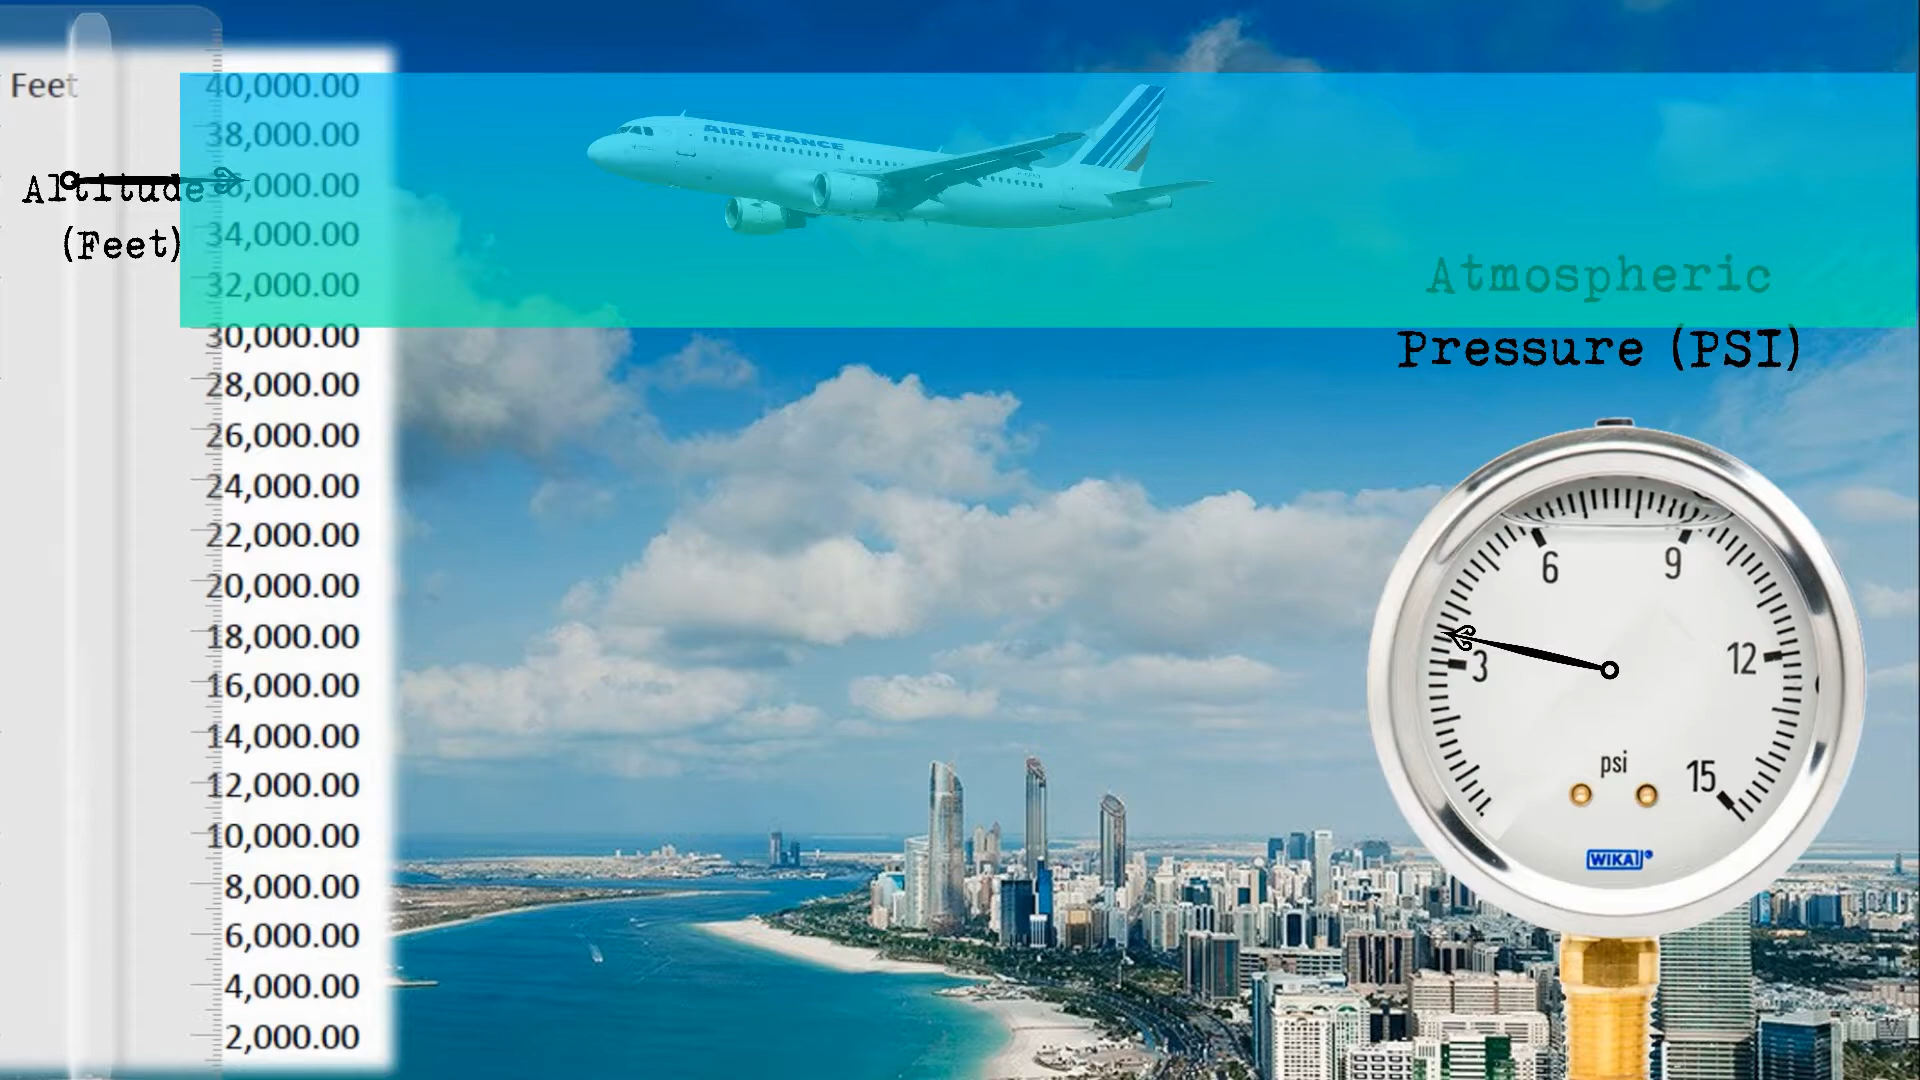 Feet
40,000.00
38,000.00
Altitude
6,000.00
(Feet)
34,000.00
32,000.00
30,000.00
28,000.00
26,000.00
24,000.00
22,000.00
20,000.00
18,000.00
16,000.00
14,000.00
12,000.00
10,000.00
8,000.00
6,000.00
4,000.00
2,000.00
AIR FRANCE
Atmospheric
Pressure (PSI)
6 9
3 12
psi
15
WIKA